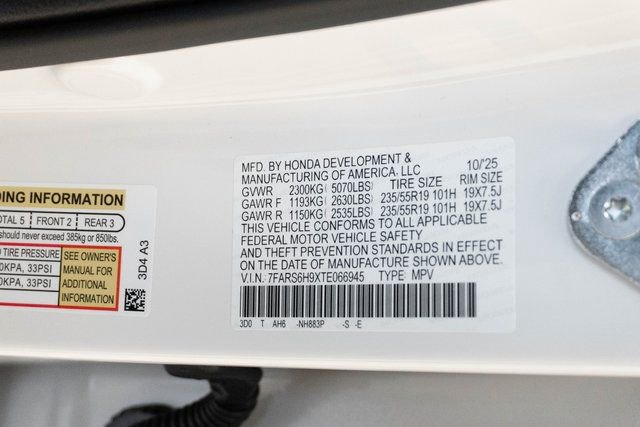 DING INFORMATION
OTAL 5 FRONT 2 REAR 3
should never exceed 385kg or 850lbs.
D TIRE PRESSURE
0KPA, 33PSI
0KPA, 33PSI
SEE OWNER'S
MANUAL FOR
ADDITIONAL
INFORMATION
3D4 A3
MFD. BY HONDA DEVELOPMENT &
MANUFACTURING OF AMERICA, LLC 10/'25
GVWR 2300KG( 5070LBS) TIRE SIZE RIM SIZE
GAWR F 1193KG( 2630LBS) 235/55R19 101H 19X7.5J
GAWR R 1150KG( 2535LBS) 235/55R19 101H 19X7.5J
THIS VEHICLE CONFORMS TO ALL APPLICABLE
FEDERAL MOTOR VEHICLE SAFETY
AND THEFT PREVENTION STANDARDS IN EFFECT
ON THE DATE OF MANUFACTURE SHOWN ABOVE.
V.I.N. 7FARS6H9XTE066945 TYPE MPV
3D0 T AH6 -NH883P -S -E